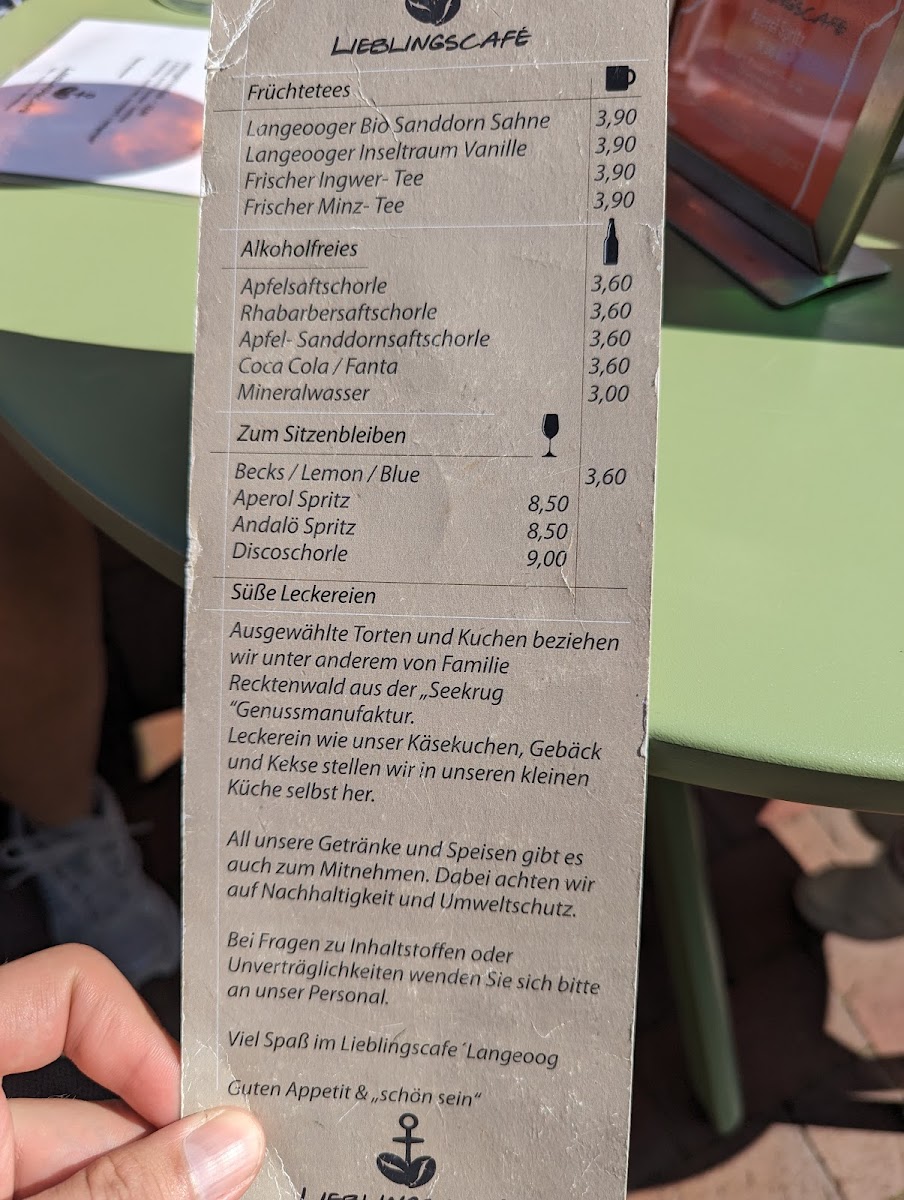 LIEBLINGSCAFÉ
Früchtetees
Langeooger Bio Sanddorn Sahne 3,90
Langeooger Inseltraum Vanille 3,90
Frischer Ingwer- Tee 3,90
Frischer Minz- Tee 3,90
Alkoholfreies
Apfelsaftschorle 3,60
Rhabarbersaftschorle 3,60
Apfel- Sanddornsaftschorle 3,60
Coca Cola / Fanta 3,60
Mineralwasser 3,00
Zum Sitzenbleiben
Becks / Lemon / Blue 3,60
Aperol Spritz 8,50
Andalö Spritz 8,50
Discoschorle 9,00
Süße Leckereien
Ausgewählte Torten und Kuchen beziehen
wir unter anderem von Familie
Recktenwald aus der „Seekrug
“Genussmanufaktur.
Leckerein wie unser Käsekuchen, Gebäck
und Kekse stellen wir in unseren kleinen
Küche selbst her.
All unsere Getränke und Speisen gibt es
auch zum Mitnehmen. Dabei achten wir
auf Nachhaltigkeit und Umweltschutz.
Bei Fragen zu Inhaltstoffen oder
Unverträglichkeiten wenden Sie sich bitte
an unser Personal.
Viel Spaß im Lieblingscafe ´Langeoog
Guten Appetit & „schön sein“